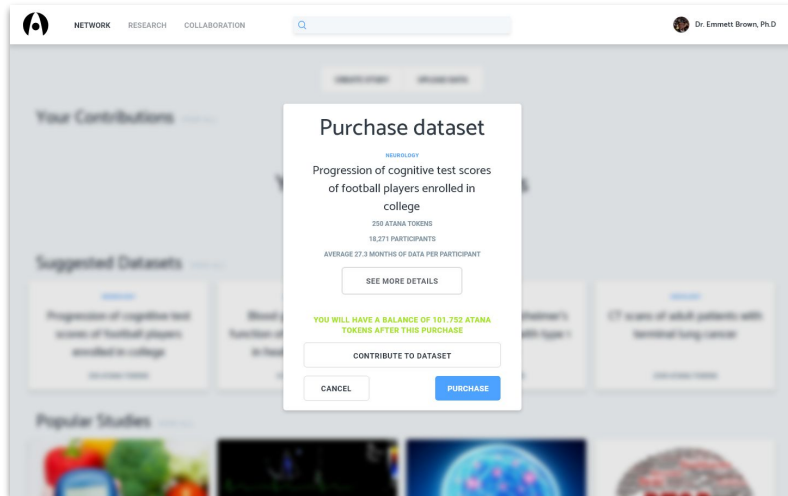 NETWORK RESEARCH COLLABORATION
Dr. Emmett Brown, Ph.D
CREATE STUDY UPLOAD DATA
Your Contributions
Purchase dataset
NEUROLOGY
Progression of cognitive test scores
of football players enrolled in
college
250 ATANA TOKENS
18,271 PARTICIPANTS
AVERAGE 27.3 MONTHS OF DATA PER PARTICIPANT
SEE MORE DETAILS
YOU WILL HAVE A BALANCE OF 101.752 ATANA
TOKENS AFTER THIS PURCHASE
CONTRIBUTE TO DATASET
CANCEL PURCHASE
Suggested Datasets
Progression of cognitive test
scores of football players
enrolled in college
CT scans of adult patients with
terminal lung cancer
Popular Studies